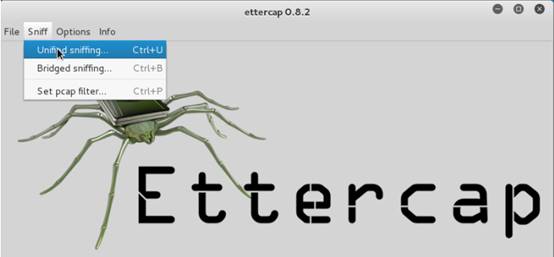 ettercap 0.8.2
File Sniff Options Info
Unified sniffing... Ctrl+U
Bridged sniffing... Ctrl+B
Set pcap filter... Ctrl+P
Ettercap